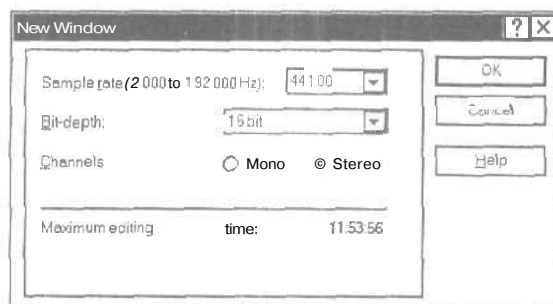 New Window ? X
Sample rate (2 000 to 192 000 Hz): 44100
OK
Bit-depth: 16 bit
Cancel
Channels Mono © Stereo
Help
Maximum editing time: 11:53:56